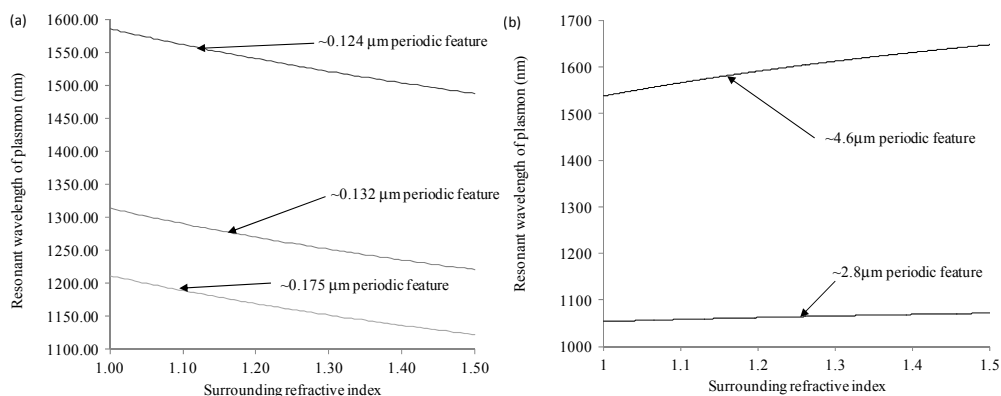 (a)
Resonant wavelength of plasmon (nm)
1600.00
1550.00
1500.00
1450.00
1400.00
1350.00
1300.00
1250.00
1200.00
1150.00
1100.00
~0.124 μm periodic feature
~0.132 μm periodic feature
~0.175 μm periodic feature
1.00 1.10 1.20 1.30 1.40 1.50
Surrounding refractive index
(b)
Resonant wavelength of plasmon (nm)
1700
1600
1500
1400
1300
1200
1100
1000
~4.6μm periodic feature
~2.8μm periodic feature
1 1.1 1.2 1.3 1.4 1.5
Surrounding refractive index